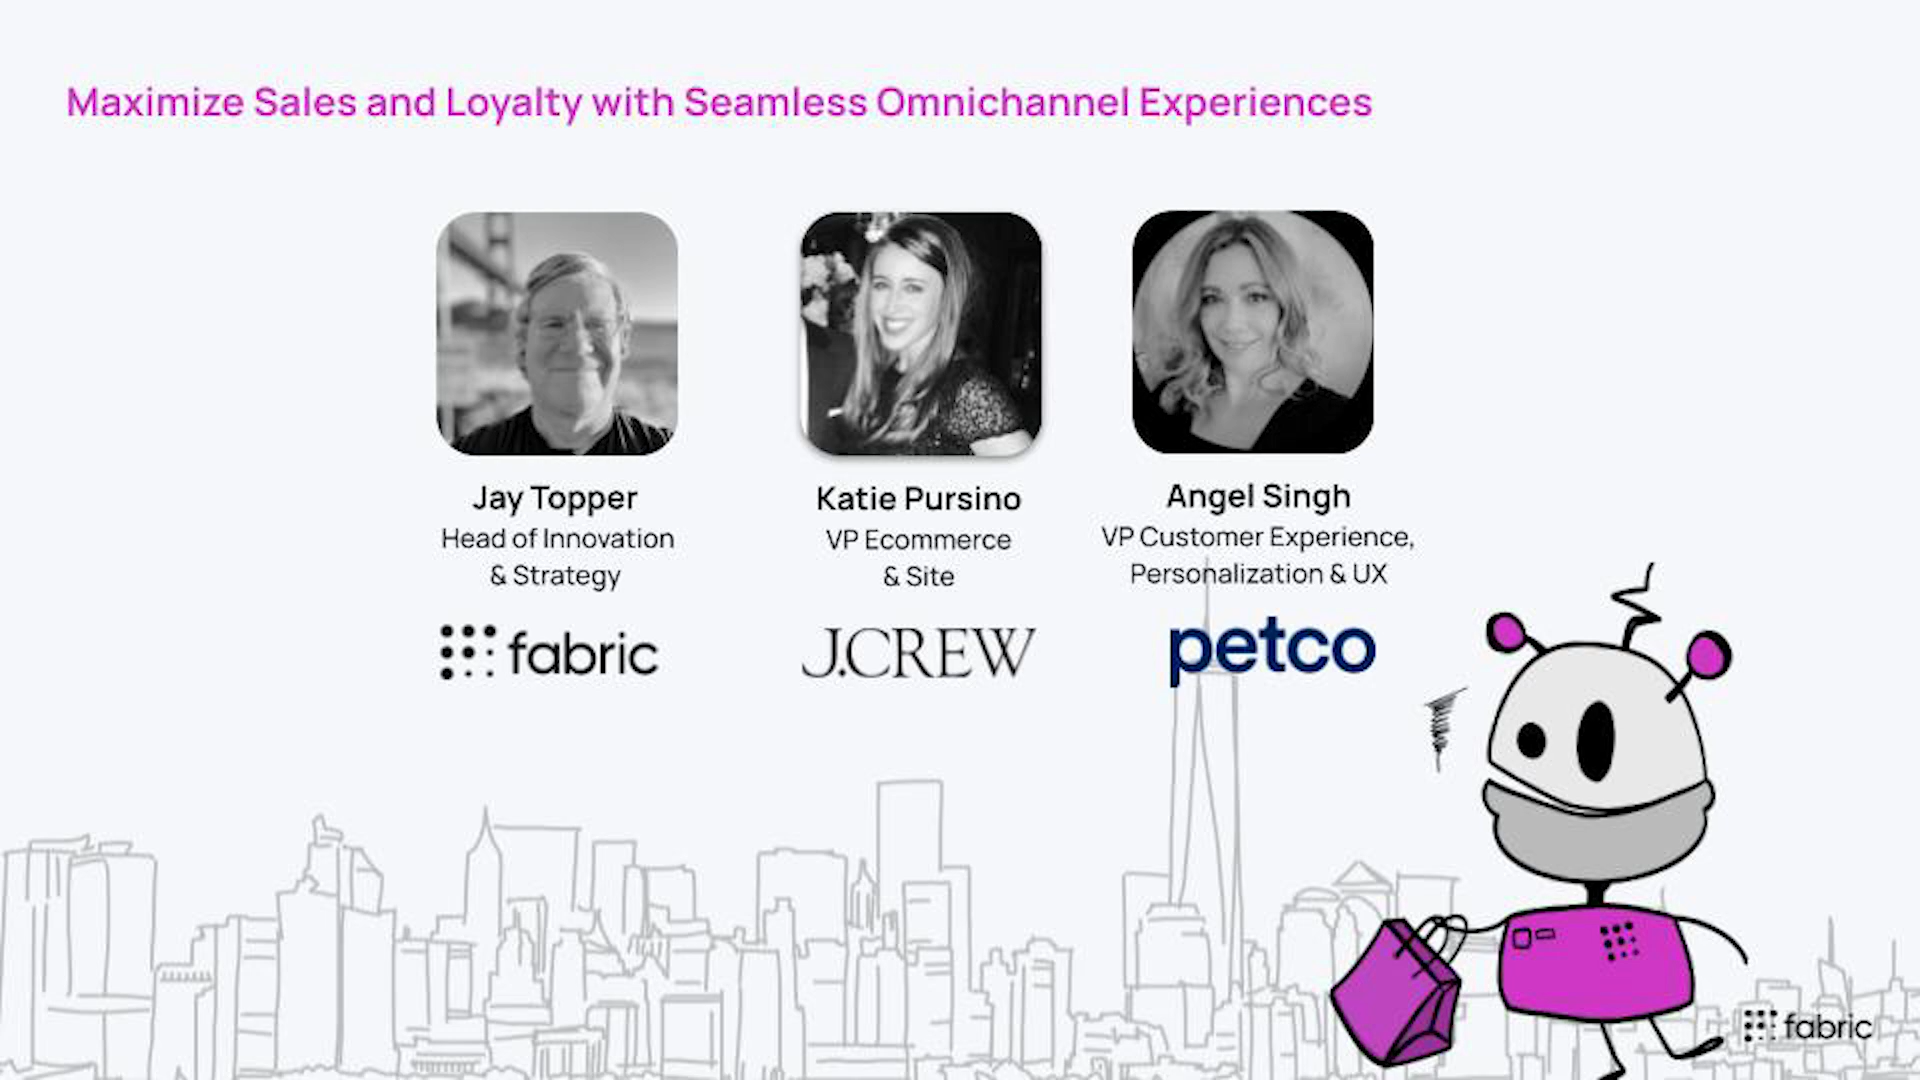 Maximize Sales and Loyalty with Seamless Omnichannel Experiences
Jay Topper
Head of Innovation
& Strategy
fabric
Katie Pursino
VP Ecommerce
& Site
J.CREW
Angel Singh
VP Customer Experience,
Personalization & UX
petco
fabric